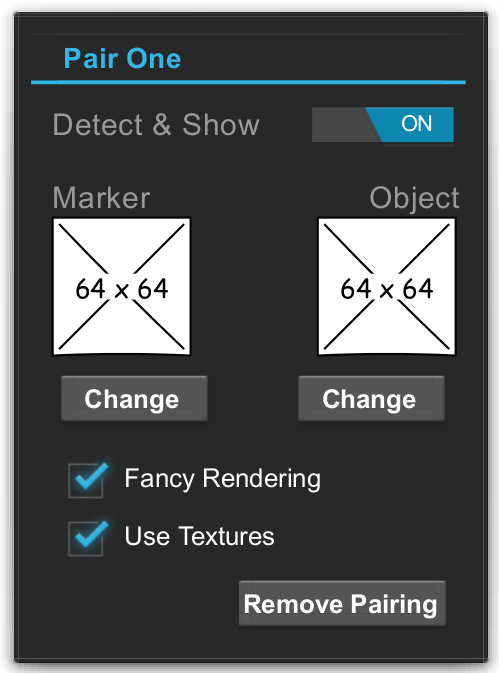 Pair One
Detect & Show
ON
Marker
Object
64 x 64
64 x 64
Change
Change
Fancy Rendering
Use Textures
Remove Pairing